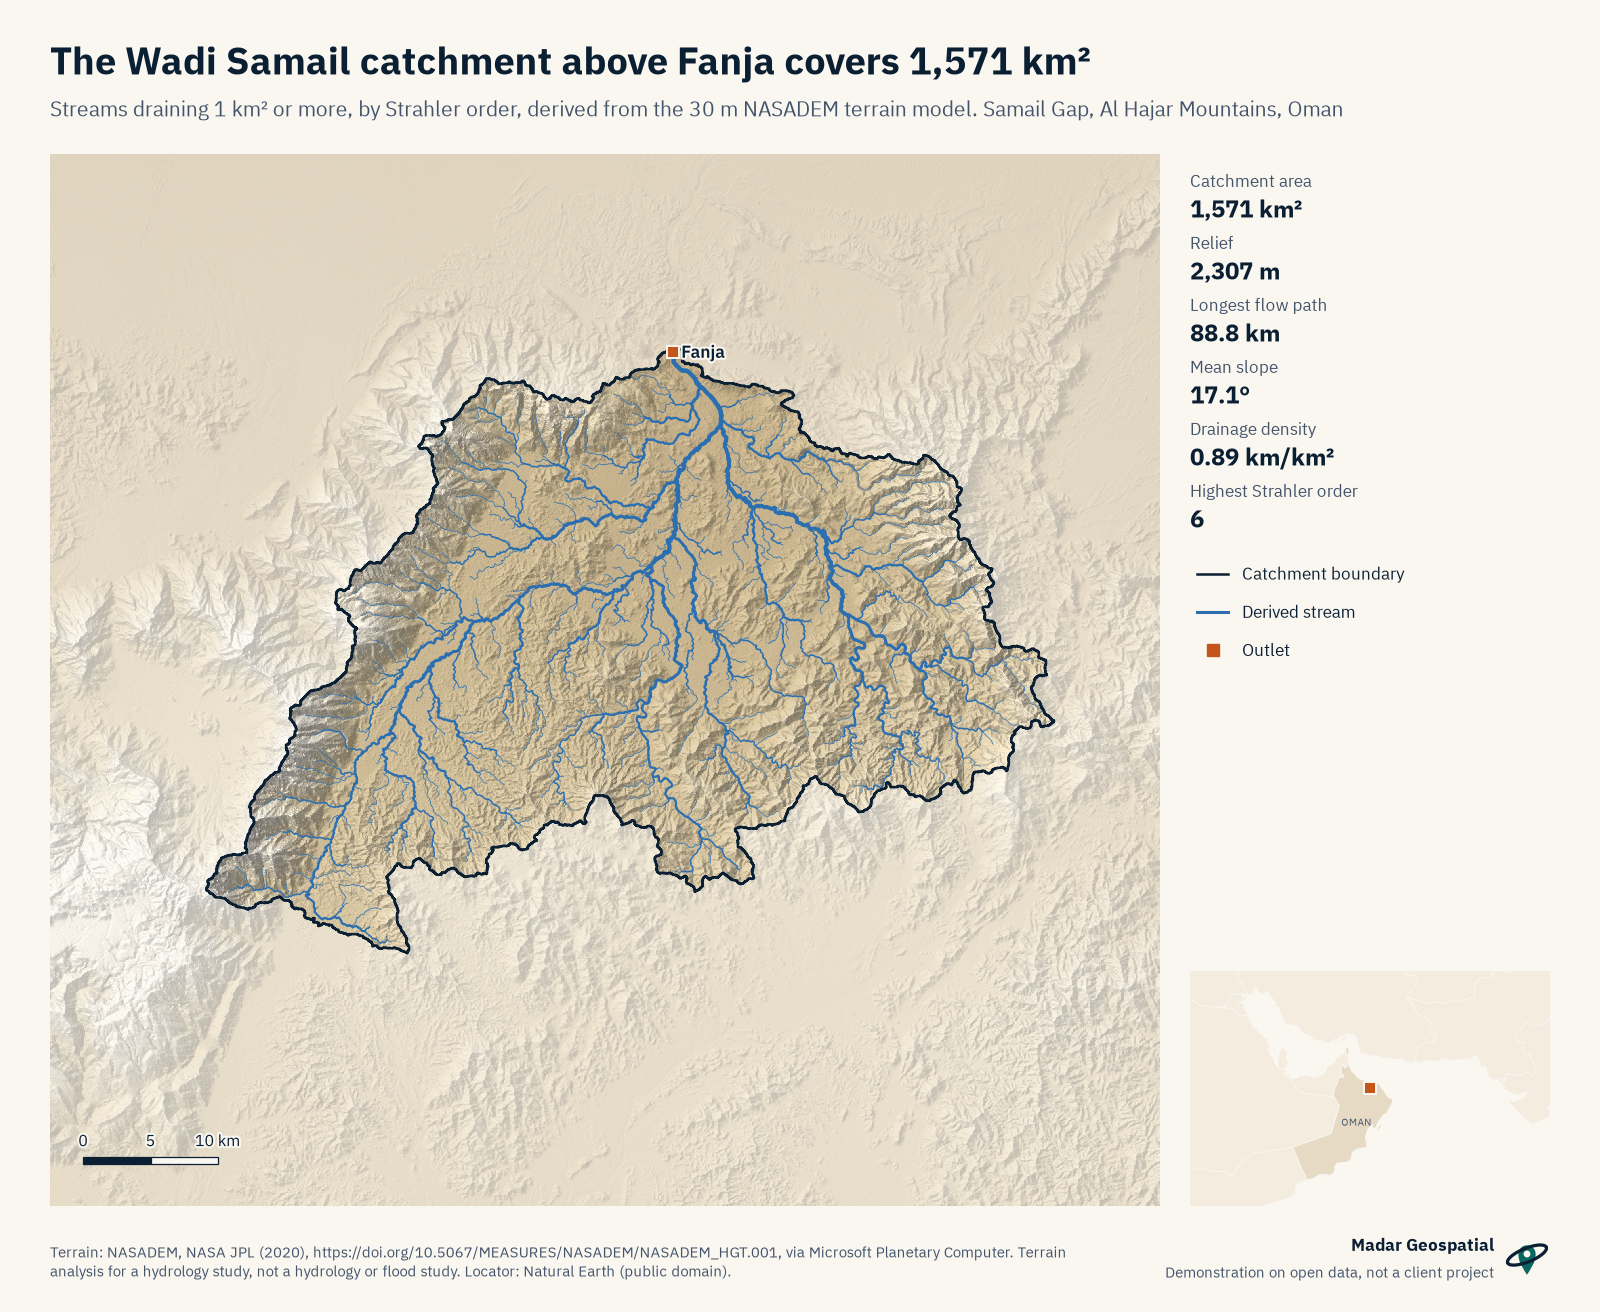 The Wadi Samail catchment above Fanja covers 1,571 km²
Streams draining 1 km² or more, by Strahler order, derived from the 30 m NASADEM terrain model. Samail Gap, Al Hajar Mountains, Oman
Fanja
0 5 10 km
Catchment area
1,571 km²
Relief
2,307 m
Longest flow path
88.8 km
Mean slope
17.1°
Drainage density
0.89 km/km²
Highest Strahler order
6
Catchment boundary
Derived stream
Outlet
OMAN
Terrain: NASADEM, NASA JPL (2020), https://doi.org/10.5067/MEASURES/NASADEM/NASADEM_HGT.001, via Microsoft Planetary Computer. Terrain
analysis for a hydrology study, not a hydrology or flood study. Locator: Natural Earth (public domain).
Madar Geospatial
Demonstration on open data, not a client project